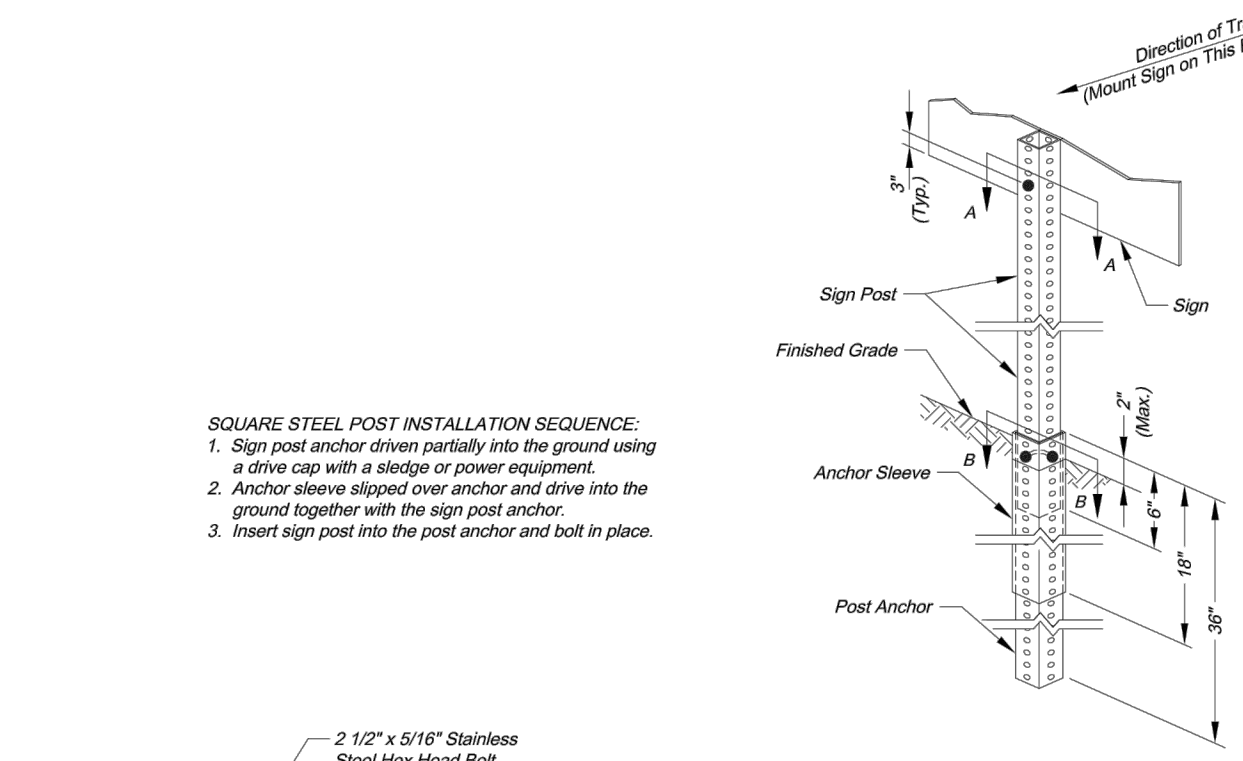 Direction of
(Mount Sign on This
3"
(Typ.)
A
A
Sign Post
Sign
Finished Grade
2"
(Max.)
SQUARE STEEL POST INSTALLATION SEQUENCE:
1. Sign post anchor driven partially into the ground using
a drive cap with a sledge or power equipment.
2. Anchor sleeve slipped over anchor and drive into the
ground together with the sign post anchor.
3. Insert sign post into the post anchor and bolt in place.
B
Anchor Sleeve
B
6"
18"
36"
Post Anchor
2 1/2" x 5/16" Stainless
Steel Hex Head Bolt